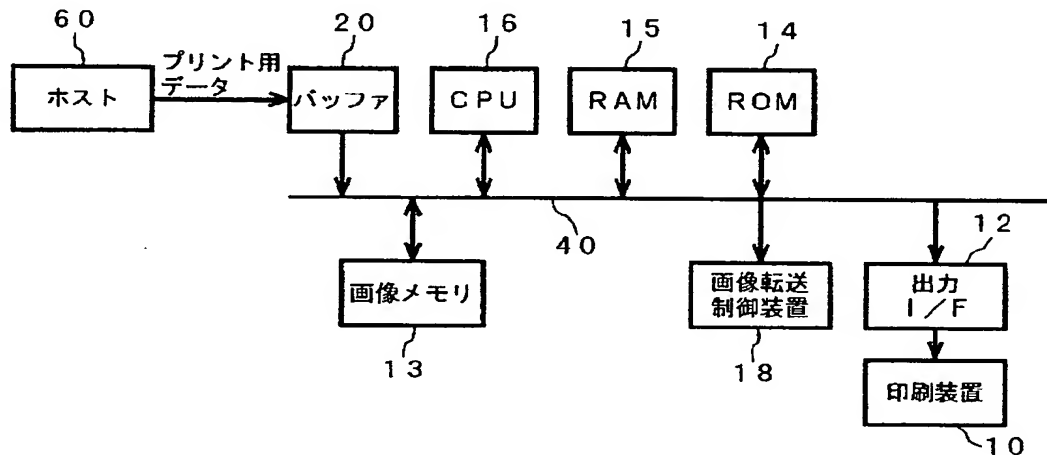 60
20
16
15
14
プリント用
データ
ホスト
バッファ
CPU
RAM
ROM
40
12
画像メモリ
画像転送
制御装置
出力
I/F
13
18
印刷装置
10